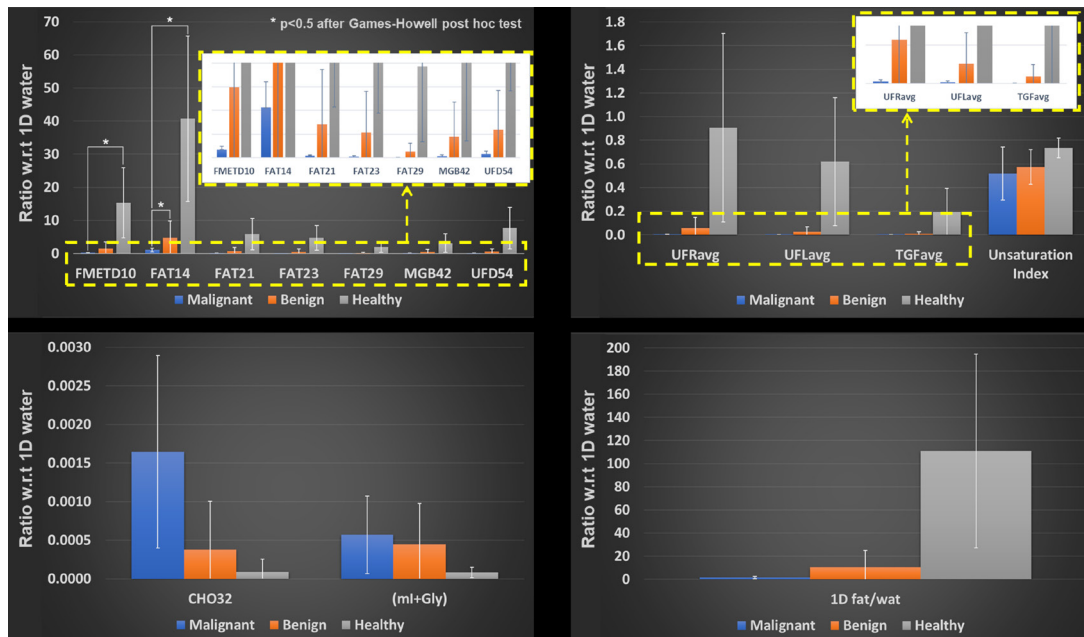 * p<0.5 after Games-Howell post hoc test
Ratio w.r.t 1D water
70
60
50
40
30
20
10
0
*
*
*
FMETD10 FAT14 FAT21 FAT23 FAT29 MGB42 UFD54
FMETD10 FAT14 FAT21 FAT23 FAT29 MGB42 UFD54
Malignant Benign Healthy
Ratio w.r.t 1D water
1.8
1.6
1.4
1.2
1.0
0.8
0.6
0.4
0.2
0.0
UFRavg UFLavg TGFavg
UFRavg UFLavg TGFavg Unsaturation
Index
Malignant Benign Healthy
Ratio w.r.t 1D water
0.0030
0.0025
0.0020
0.0015
0.0010
0.0005
0.0000
CHO32 (mI+Gly)
Malignant Benign Healthy
Ratio w.r.t 1D water
200
180
160
140
120
100
80
60
40
20
0
1D fat/wat
Malignant Benign Healthy